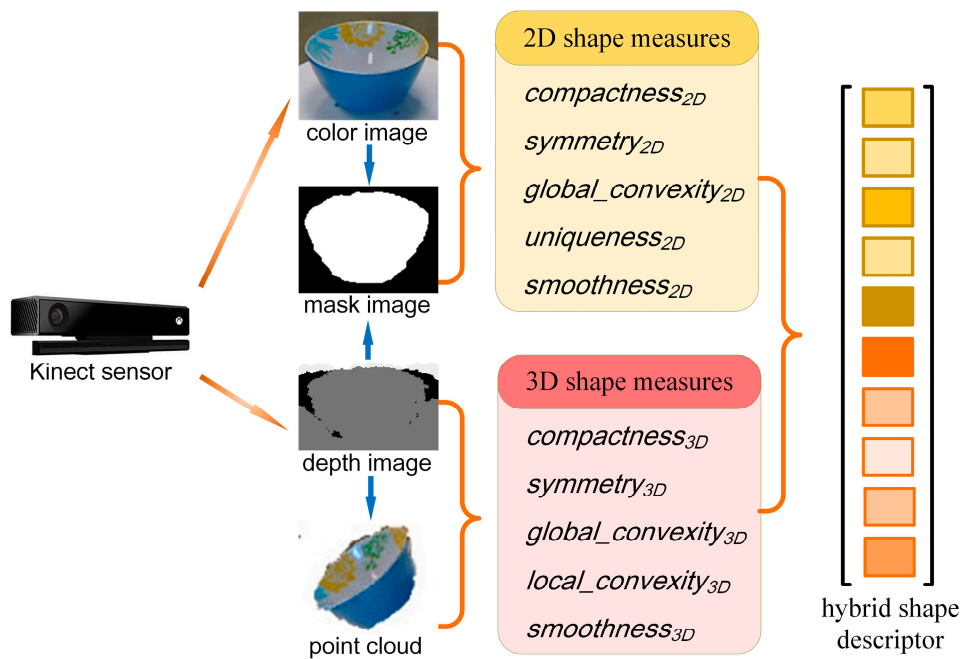 color image
mask image
Kinect sensor
depth image
point cloud
2D shape measures
compactness2D
symmetry2D
global_convexity2D
uniqueness2D
smoothness2D
3D shape measures
compactness3D
symmetry3D
global_convexity3D
local_convexity3D
smoothness3D
hybrid shape
descriptor